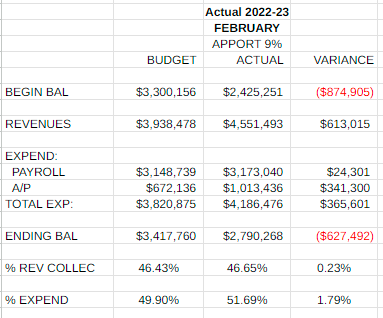 Actual 2022-23
FEBRUARY
APPORT 9%
BUDGET ACTUAL VARIANCE
BEGIN BAL $3,300,156 $2,425,251 ($874,905)
REVENUES $3,938,478 $4,551,493 $613,015
EXPEND:
PAYROLL $3,148,739 $3,173,040 $24,301
A/P $672,136 $1,013,436 $341,300
TOTAL EXP: $3,820,875 $4,186,476 $365,601
ENDING BAL $3,417,760 $2,790,268 ($627,492)
% REV COLLEC 46.43% 46.65% 0.23%
% EXPEND 49.90% 51.69% 1.79%